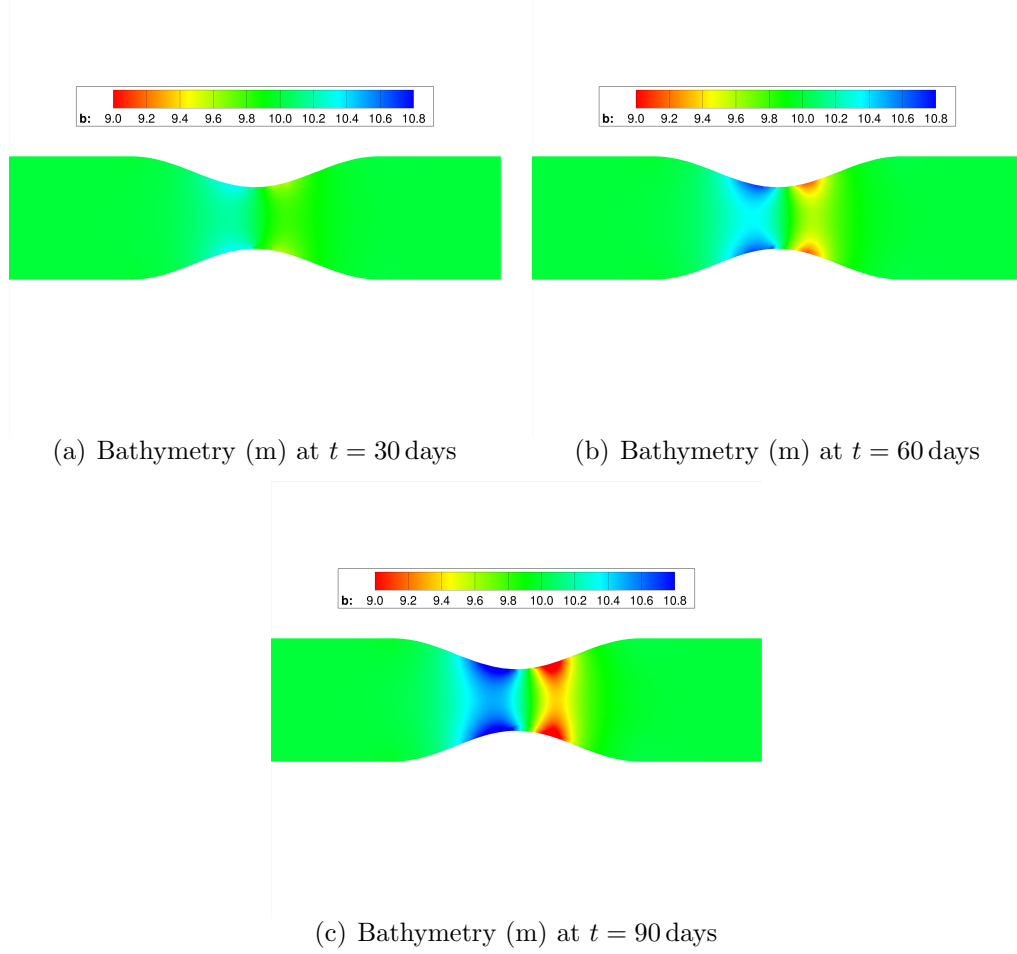 b: 9.0 9.2 9.4 9.6 9.8 10.0 10.2 10.4 10.6 10.8
b: 9.0 9.2 9.4 9.6 9.8 10.0 10.2 10.4 10.6 10.8
(a) Bathymetry (m) at t = 30 days
(b) Bathymetry (m) at t = 60 days
b: 9.0 9.2 9.4 9.6 9.8 10.0 10.2 10.4 10.6 10.8
(c) Bathymetry (m) at t = 90 days